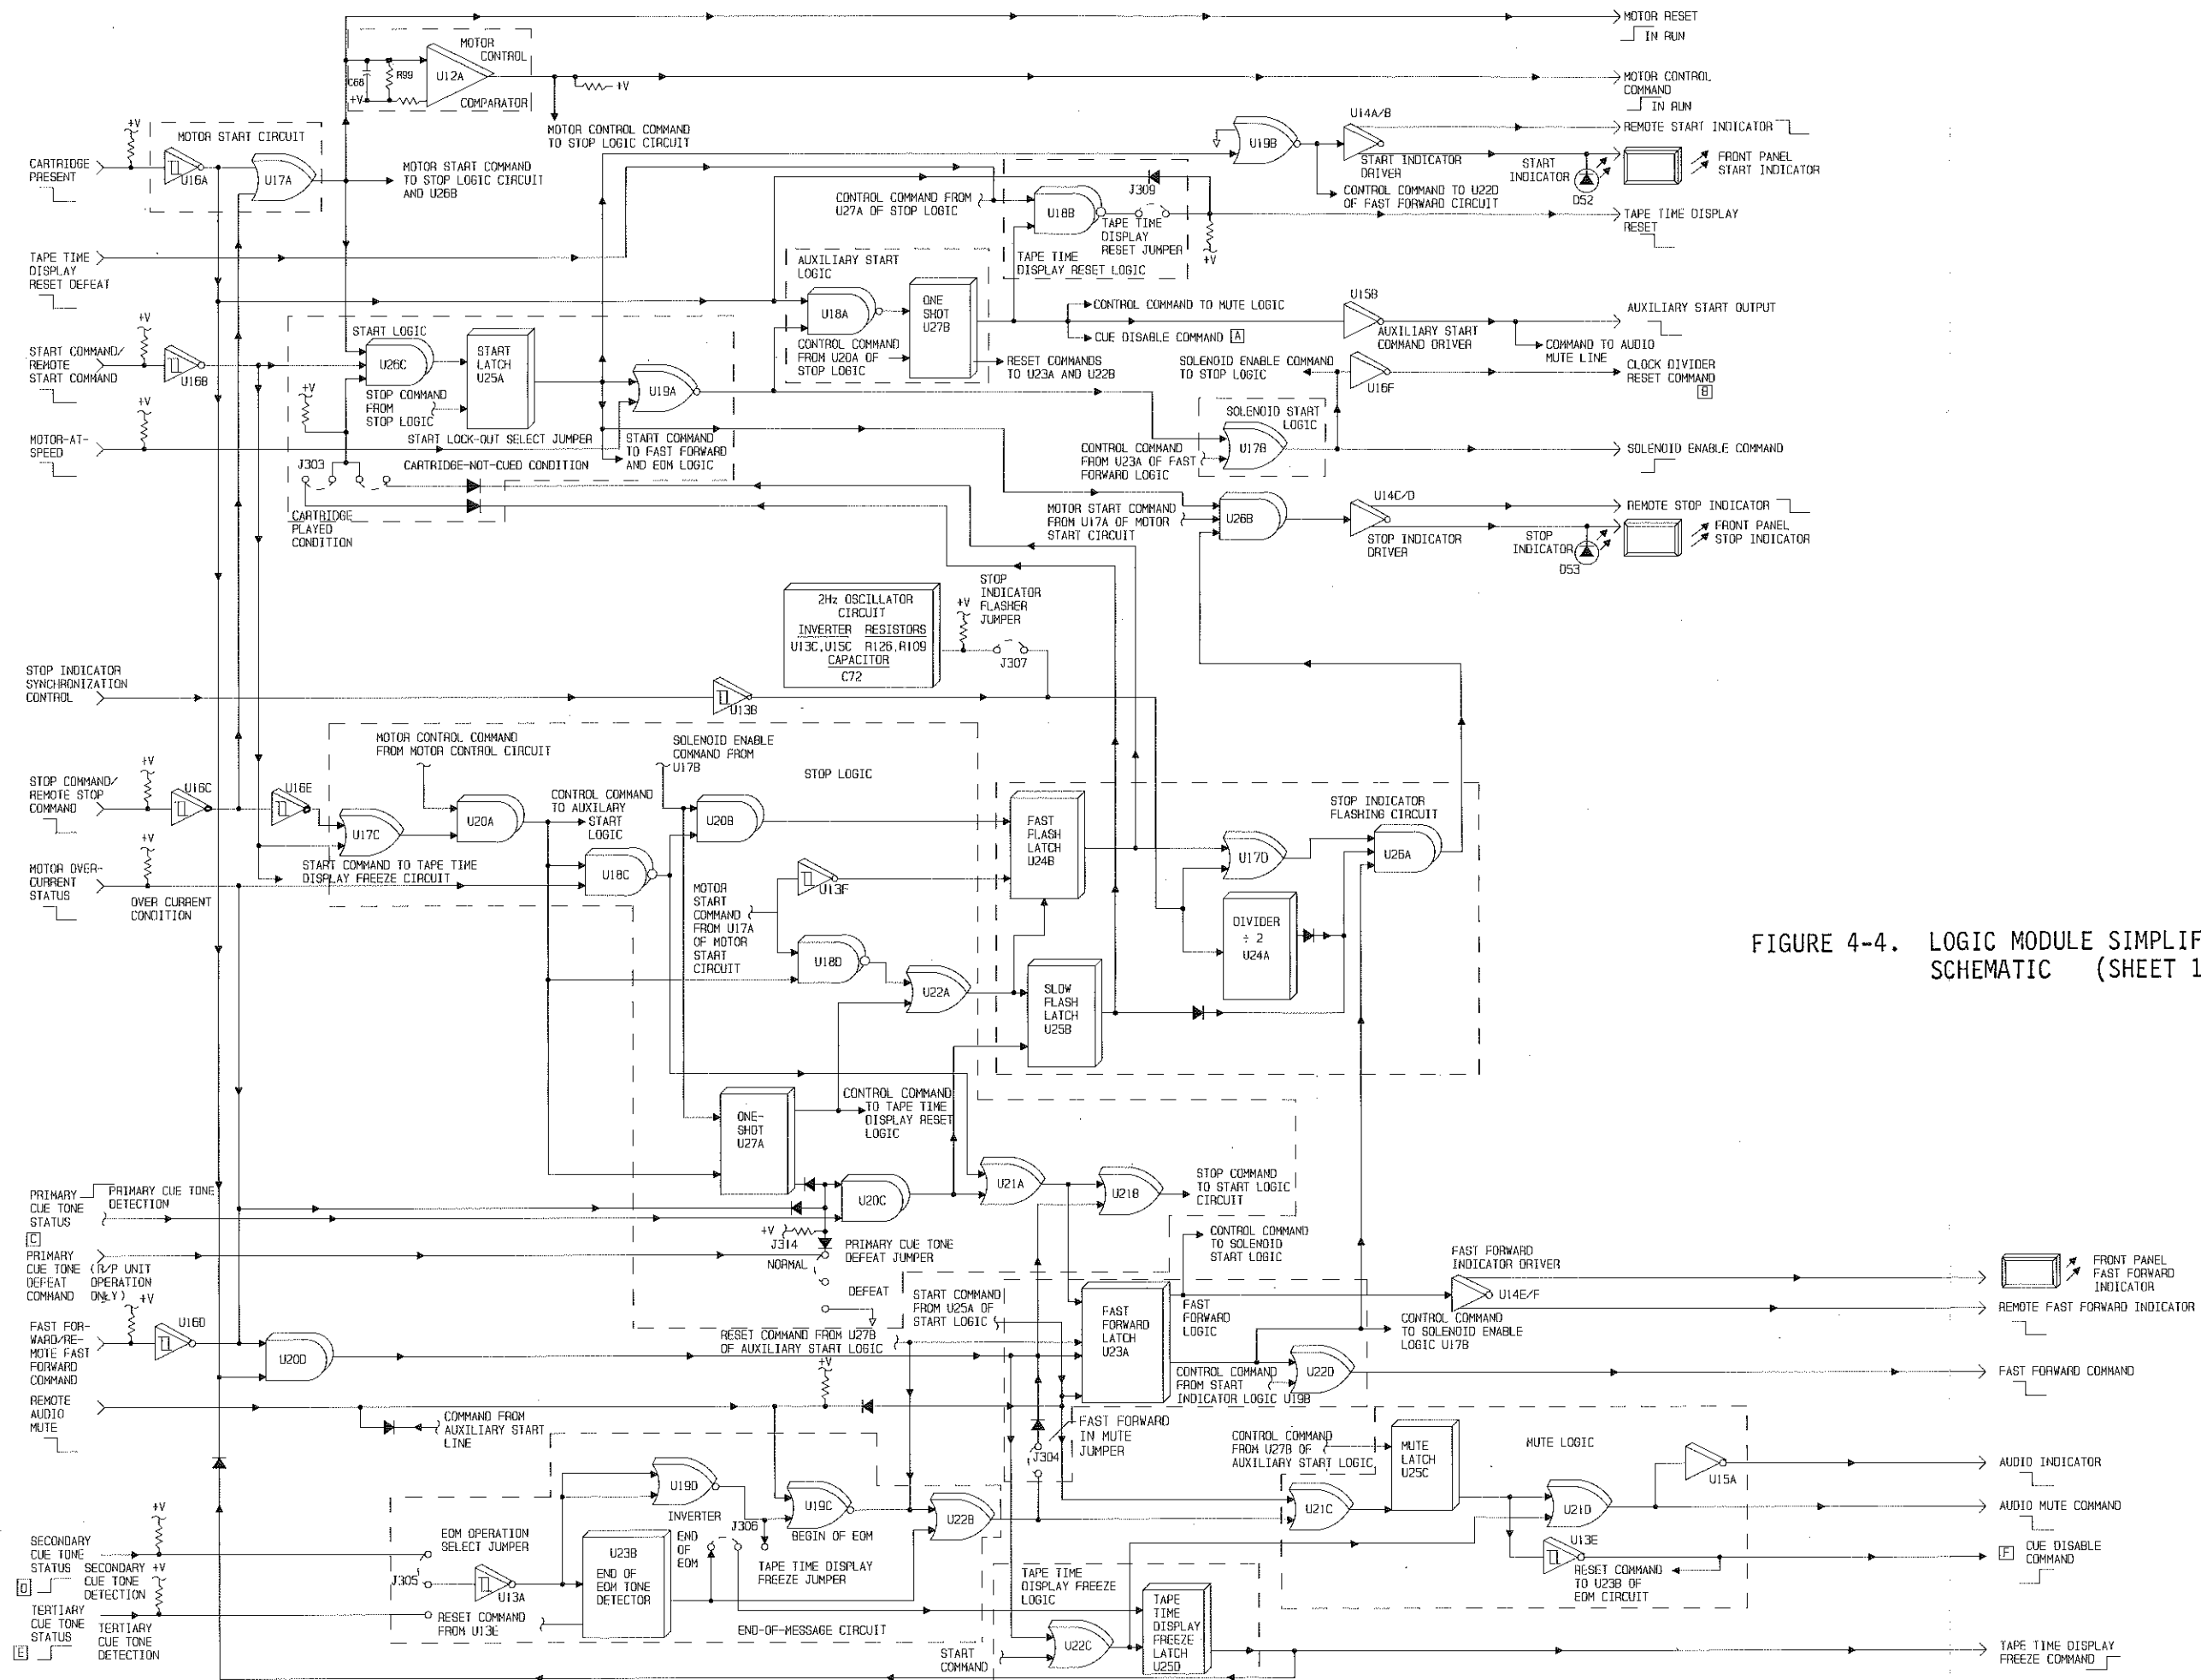 MOTOR RESET
IN RUN
MOTOR
CONTROL
C68
R99
U12A
+V
COMPARATOR
+V
MOTOR CONTROL
COMMAND
IN RUN
MOTOR CONTROL COMMAND
TO STOP LOGIC CIRCUIT
+V
MOTOR START CIRCUIT
CARTRIDGE
PRESENT
U16A
U17A
MOTOR START COMMAND
TO STOP LOGIC CIRCUIT
AND U26B
U19B
U14A/B
REMOTE START INDICATOR
START INDICATOR
DRIVER
START
INDICATOR
D52
FRONT PANEL
START INDICATOR
CONTROL COMMAND TO U22D
OF FAST FORWARD CIRCUIT
CONTROL COMMAND FROM
U27A OF STOP LOGIC
J309
U18B
TAPE TIME
DISPLAY
RESET JUMPER
TAPE TIME
DISPLAY RESET LOGIC
+V
TAPE TIME DISPLAY
RESET
TAPE TIME
DISPLAY
RESET DEFEAT
AUXILIARY START
LOGIC
U18A
ONE
SHOT
U27B
CONTROL COMMAND
FROM U20A OF
STOP LOGIC
CONTROL COMMAND TO MUTE LOGIC
CUE DISABLE COMMAND A
RESET COMMANDS
TO U23A AND U22B
U15B
AUXILIARY START
COMMAND DRIVER
AUXILIARY START OUTPUT
COMMAND TO AUDIO
MUTE LINE
SOLENOID ENABLE COMMAND
TO STOP LOGIC
U16F
CLOCK DIVIDER
RESET COMMAND
B
+V
START COMMAND/
REMOTE
START COMMAND
U16B
START LOGIC
U26C
START
LATCH
U25A
+V
STOP COMMAND
FROM
STOP LOGIC
U19A
+V
MOTOR-AT-
SPEED
START LOCK-OUT SELECT JUMPER
START COMMAND
TO FAST FORWARD
AND EOM LOGIC
J303
CARTRIDGE-NOT-CUED CONDITION
CARTRIDGE
PLAYED
CONDITION
SOLENOID START
LOGIC
U17B
CONTROL COMMAND
FROM U23A OF FAST
FORWARD LOGIC
SOLENOID ENABLE COMMAND
MOTOR START COMMAND
FROM U17A OF MOTOR
START CIRCUIT
U26B
U14C/D
REMOTE STOP INDICATOR
STOP INDICATOR
DRIVER
STOP
INDICATOR
D53
FRONT PANEL
STOP INDICATOR
2Hz OSCILLATOR
CIRCUIT
INVERTER RESISTORS
U13C,U15C R126,R109
CAPACITOR
C72
STOP
INDICATOR
FLASHER
JUMPER
+V
J307
STOP INDICATOR
SYNCHRONIZATION
CONTROL
U13B
MOTOR CONTROL COMMAND
FROM MOTOR CONTROL CIRCUIT
SOLENOID ENABLE
COMMAND FROM
U17B
STOP LOGIC
+V
STOP COMMAND/
REMOTE STOP
COMMAND
U16C
U16E
U17C
U20A
CONTROL COMMAND
TO AUXILARY
START
LOGIC
U20B
FAST
FLASH
LATCH
U24B
STOP INDICATOR
FLASHING CIRCUIT
U17D
U26A
+V
MOTOR OVER-
CURRENT
STATUS
OVER CURRENT
CONDITION
START COMMAND TO TAPE TIME
DISPLAY FREEZE CIRCUIT
U18C
MOTOR
START
COMMAND
FROM U17A
OF MOTOR
START
CIRCUIT
U13F
U18D
U22A
DIVIDER
÷ 2
U24A
SLOW
FLASH
LATCH
U25B
FIGURE 4-4. LOGIC MODULE SIMPLIF
SCHEMATIC (SHEET 1
ONE-
SHOT
U27A
CONTROL COMMAND
TO TAPE TIME
DISPLAY RESET
LOGIC
U20C
U21A
U21B
STOP COMMAND
TO START LOGIC
CIRCUIT
PRIMARY
CUE TONE
STATUS
PRIMARY CUE TONE
DETECTION
C
+V
J314
NORMAL
PRIMARY CUE TONE
DEFEAT JUMPER
DEFEAT
PRIMARY
CUE TONE (R/P UNIT
DEFEAT OPERATION
COMMAND ONLY)
CONTROL COMMAND
TO SOLENOID
START LOGIC
START COMMAND
FROM U25A OF
START LOGIC
FAST
FORWARD
LATCH
U23A
FAST
FORWARD
LOGIC
FAST FORWARD
INDICATOR DRIVER
U14E/F
FRONT PANEL
FAST FORWARD
INDICATOR
REMOTE FAST FORWARD INDICATOR
+V
FAST FOR-
WARD/RE-
MOTE FAST
FORWARD
COMMAND
U16D
U20D
RESET COMMAND FROM U27B
OF AUXILIARY START LOGIC
+V
CONTROL COMMAND
TO SOLENOID ENABLE
LOGIC U17B
CONTROL COMMAND
FROM START
INDICATOR LOGIC U19B
U22D
FAST FORWARD COMMAND
REMOTE
AUDIO
MUTE
COMMAND FROM
AUXILIARY START
LINE
FAST FORWARD
IN MUTE
JUMPER
J304
CONTROL COMMAND
FROM U27B OF
AUXILIARY START LOGIC
MUTE
LATCH
U25C
MUTE LOGIC
U15A
AUDIO INDICATOR
U21C
U21D
AUDIO MUTE COMMAND
U13E
RESET COMMAND
TO U23B OF
EOM CIRCUIT
F CUE DISABLE
COMMAND
+V
SECONDARY
CUE TONE
STATUS
D
SECONDARY
CUE TONE
DETECTION
+V
TERTIARY
CUE TONE
STATUS
E
TERTIARY
CUE TONE
DETECTION
EOM OPERATION
SELECT JUMPER
J305
U13A
RESET COMMAND
FROM U13E
U19D
INVERTER
U23B
END OF
EOM TONE
DETECTOR
END
OF
EOM
J306
U19C
BEGIN OF EOM
U22B
TAPE TIME DISPLAY
FREEZE JUMPER
END-OF-MESSAGE CIRCUIT
TAPE TIME
DISPLAY FREEZE
LOGIC
U22C
START
COMMAND
TAPE
TIME
DISPLAY
FREEZE
LATCH
U25D
TAPE TIME DISPLAY
FREEZE COMMAND